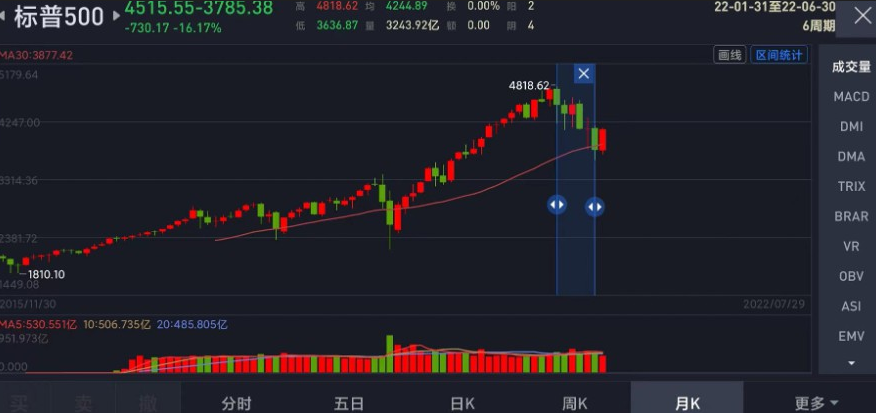 标普500
4515.55-3785.38
-730.17 -16.17%
高 4818.62 均 4244.89 换 0.00% 阳 2
低 3636.87 量 3243.92亿 额 0.00 阴 4
22-01-31至22-06-30
6周期
MA30:3877.42
画线 区间统计
5179.64
4818.62
4247.00
3314.36
2381.72
1810.10
1449.08
2015/11/30 2022/07/29
MA5:530.551亿 10:506.735亿 20:485.805亿
951.973亿
0.000
成交量
MACD
DMI
DMA
TRIX
BRAR
VR
OBV
ASI
EMV
买 卖 撤 分时 五日 日K 周K 月K 更多